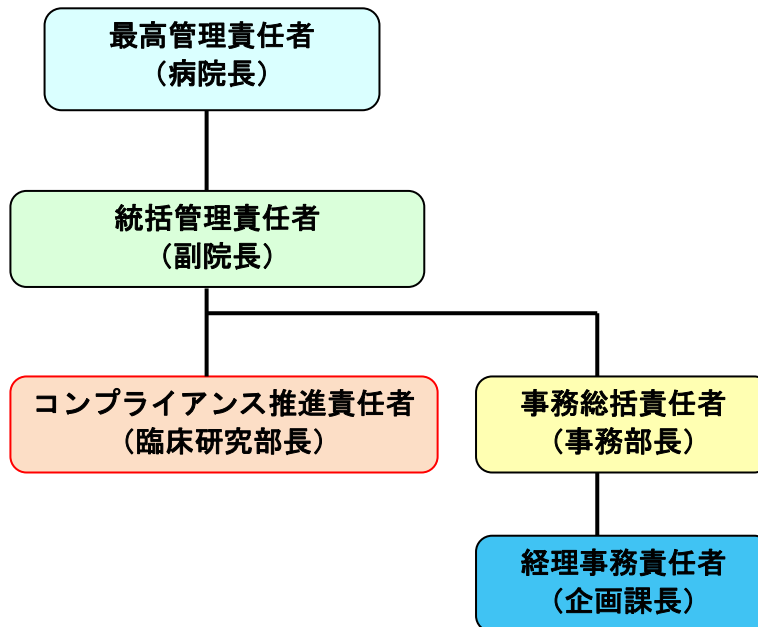 最高管理責任者
（病院長）
統括管理責任者
（副院長）
コンプライアンス推進責任者
（臨床研究部長）
事務総括責任者
（事務部長）
経理事務責任者
（企画課長）